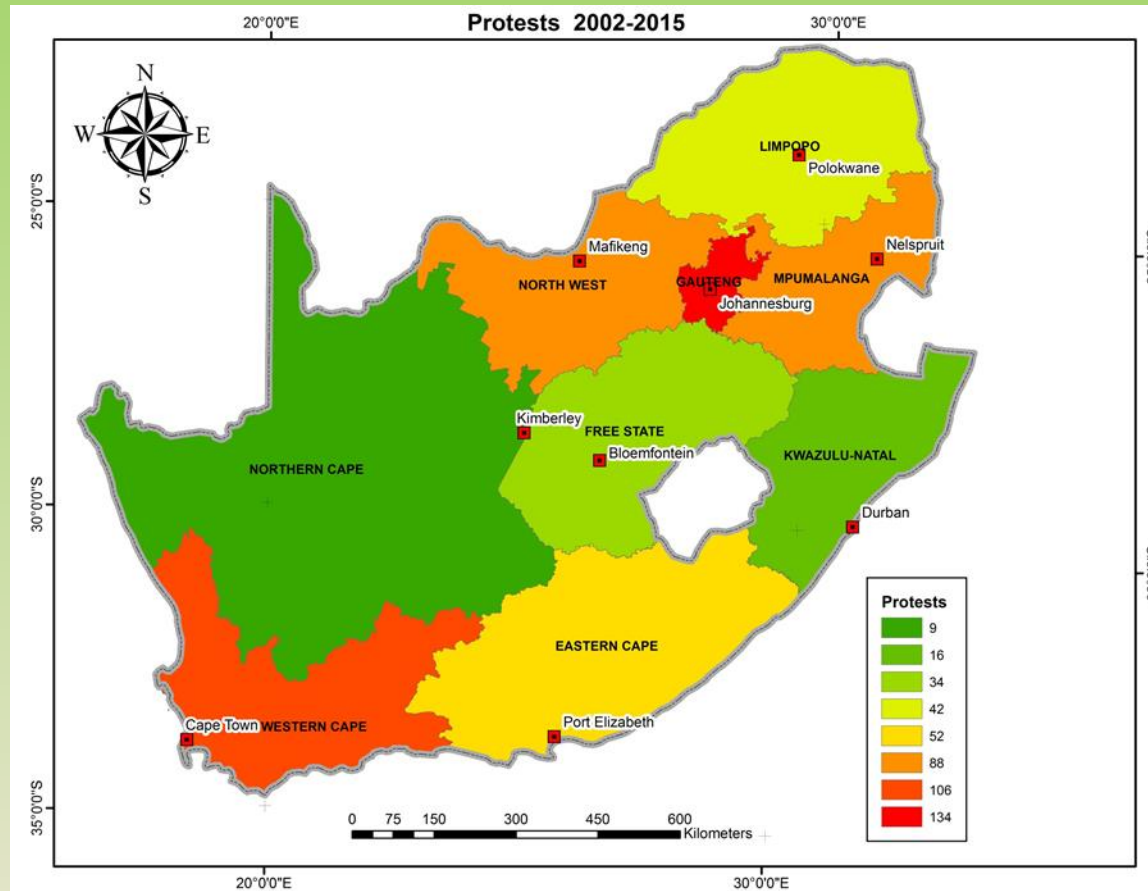 Protests 2002-2015
20°0'0"E
30°0'0"E
N
W
E
S
25°0'0"S
30°0'0"S
35°0'0"S
LIMPOPO
Polokwane
Mafikeng
NORTH WEST
GAUTENG
Johannesburg
MPUMALANGA
Nelspruit
Kimberley
FREE STATE
Bloemfontein
NORTHERN CAPE
KWAZULU-NATAL
Durban
EASTERN CAPE
Port Elizabeth
Cape Town
WESTERN CAPE
Protests
9
16
34
42
52
88
106
134
0 75 150 300 450 600
Kilometers
20°0'0"E
30°0'0"E